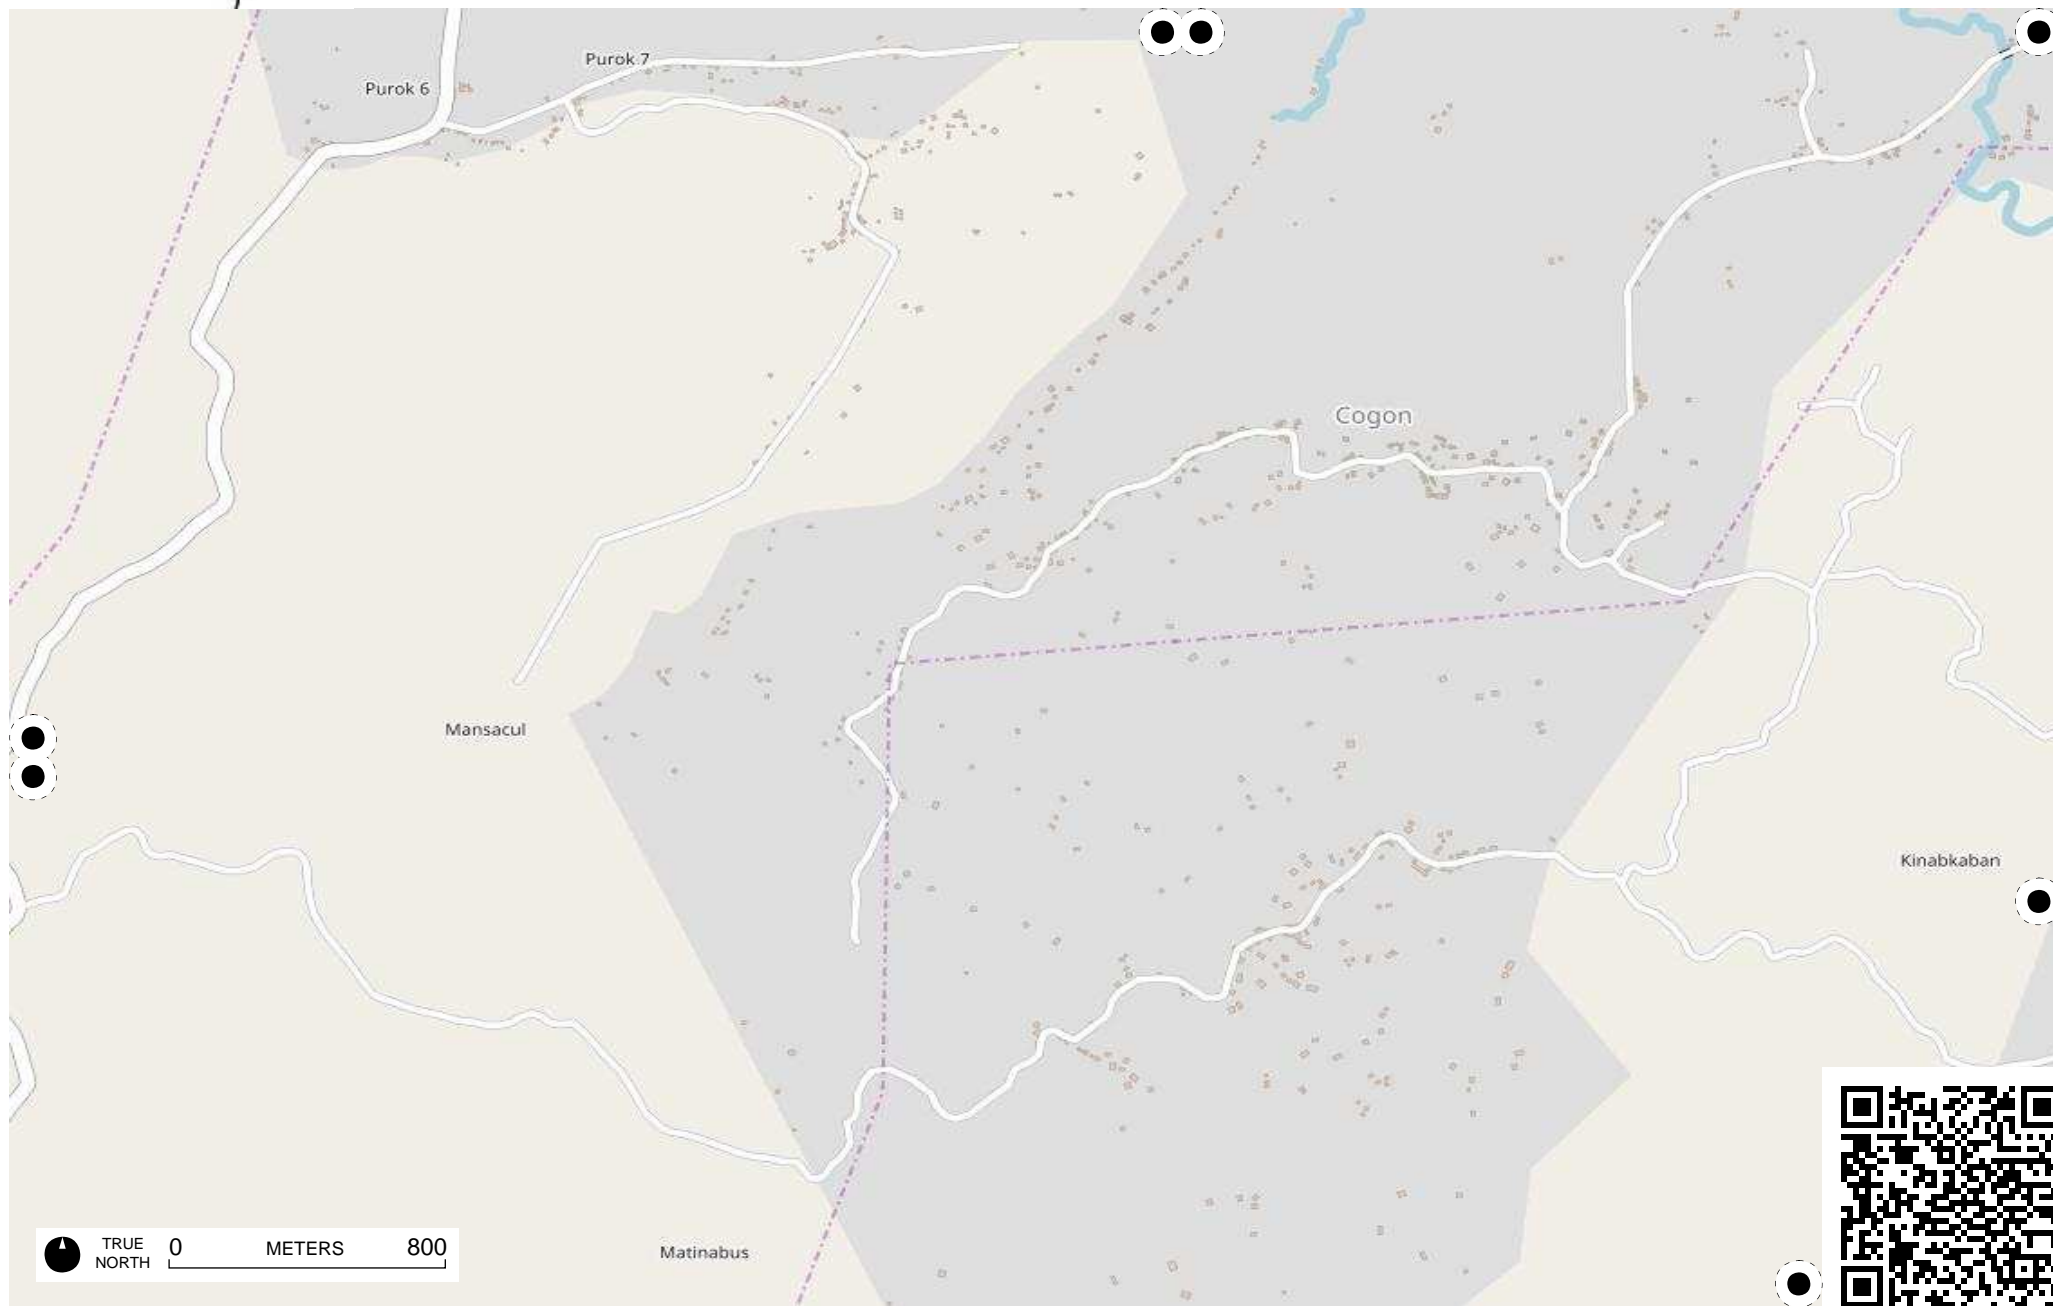 Purok 7
Purok 6
Cogon
Mansacul
Kinabkaban
Matinabus
TRUE
NORTH
0 METERS 800